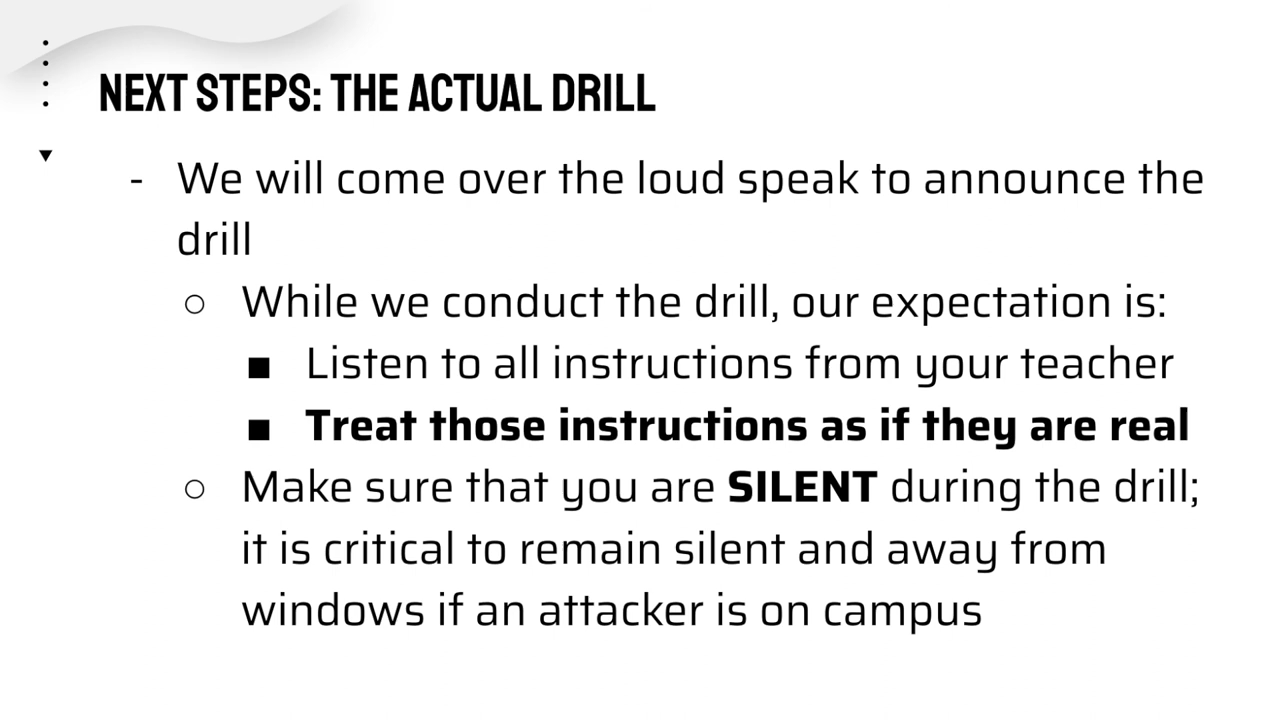 NEXT STEPS: THE ACTUAL DRILL
- We will come over the loud speak to announce the
drill
○ While we conduct the drill, our expectation is:
■ Listen to all instructions from your teacher
■ Treat those instructions as if they are real
○ Make sure that you are SILENT during the drill;
it is critical to remain silent and away from
windows if an attacker is on campus